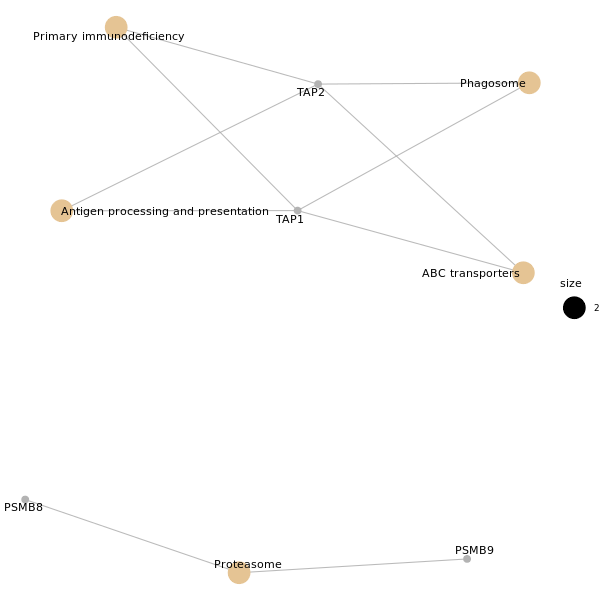 Primary immunodeficiency
Phagosome
TAP2
Antigen processing and presentation
TAP1
ABC transporters
size
2
PSMB8
PSMB9
Proteasome